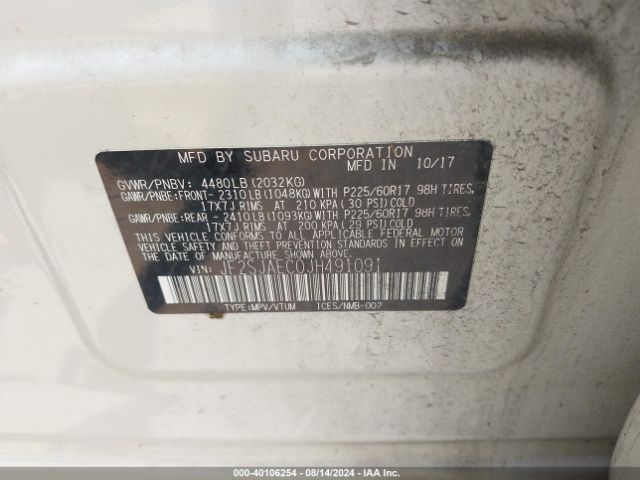 MFD BY SUBARU CORPORATION
MFD IN 10/17
GVWR/PNBV: 4480LB(2032KG)
GAWR/PNBE:FRONT-2310LB(1048KG)WITH P225/60R17 98H TIRES,
17X7J RIMS AT 210 KPA(30 PSI)COLD
GAWR/PNBE:REAR -2410LB(1093KG)WITH P225/60R17 98H TIRES,
17X7J RIMS AT 200 KPA(29 PSI)COLD
THIS VEHICLE CONFORMS TO ALL APPLICABLE FEDERAL MOTOR
VEHICLE SAFETY AND THEFT PREVENTION STANDARDS IN EFFECT ON
THE DATE OF MANUFACTURE SHOWN ABOVE.
VIN: JF2SJAEC0JH491091
TYPE:MPV/VTUM ICES/NMB-002
000-40106254 - 08/14/2024 - IAAI.COM